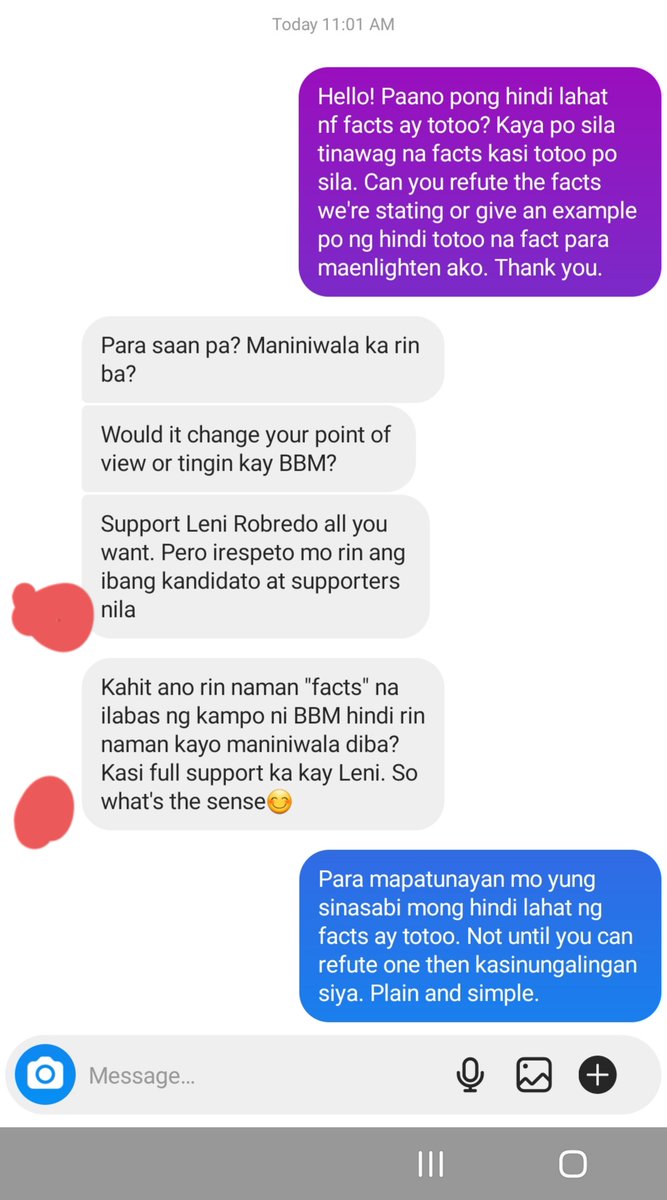 Today 11:01 AM
Hello! Paano pong hindi lahat
nf facts ay totoo? Kaya po sila
tinawag na facts kasi totoo po
sila. Can you refute the facts
we're stating or give an example
po ng hindi totoo na fact para
maenlighten ako. Thank you.
Para saan pa? Maniniwala ka rin
ba?
Would it change your point of
view or tingin kay BBM?
Support Leni Robredo all you
want. Pero irespeto mo rin ang
ibang kandidato at supporters
nila
Kahit ano rin naman "facts" na
ilabas ng kampo ni BBM hindi rin
naman kayo maniniwala diba?
Kasi full support ka kay Leni. So
what's the sense😊
Para mapatunayan mo yung
sinasabi mong hindi lahat ng
facts ay totoo. Not until you can
refute one then kasinungalingan
siya. Plain and simple.
Message...